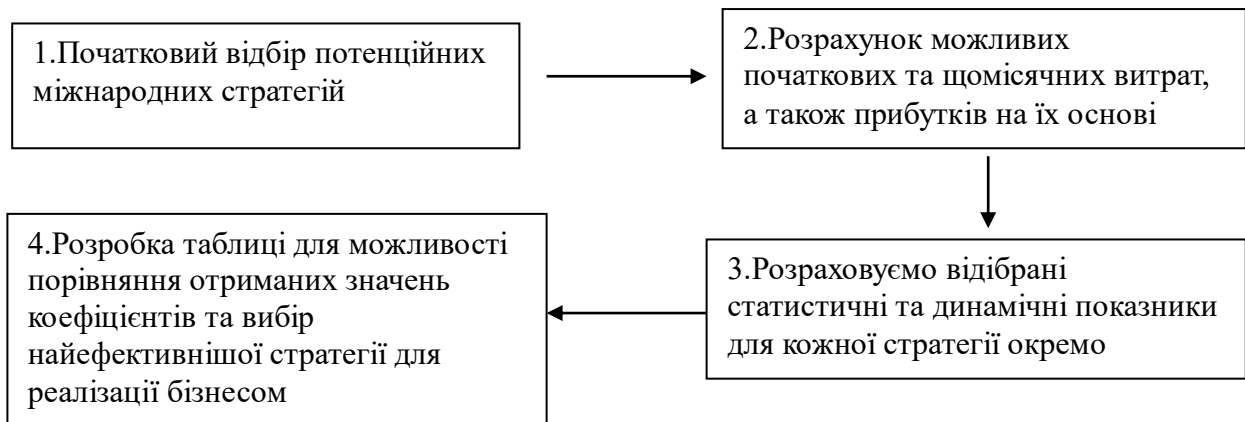 1.Початковий відбір потенційних
міжнародних стратегій
2.Розрахунок можливих
початкових та щомісячних витрат,
а також прибутків на їх основі
3.Розраховуємо відібрані
статистичні та динамічні показники
для кожної стратегії окремо
4.Розробка таблиці для можливості
порівняння отриманих значень
коефіцієнтів та вибір
найефективнішої стратегії для
реалізації бізнесом